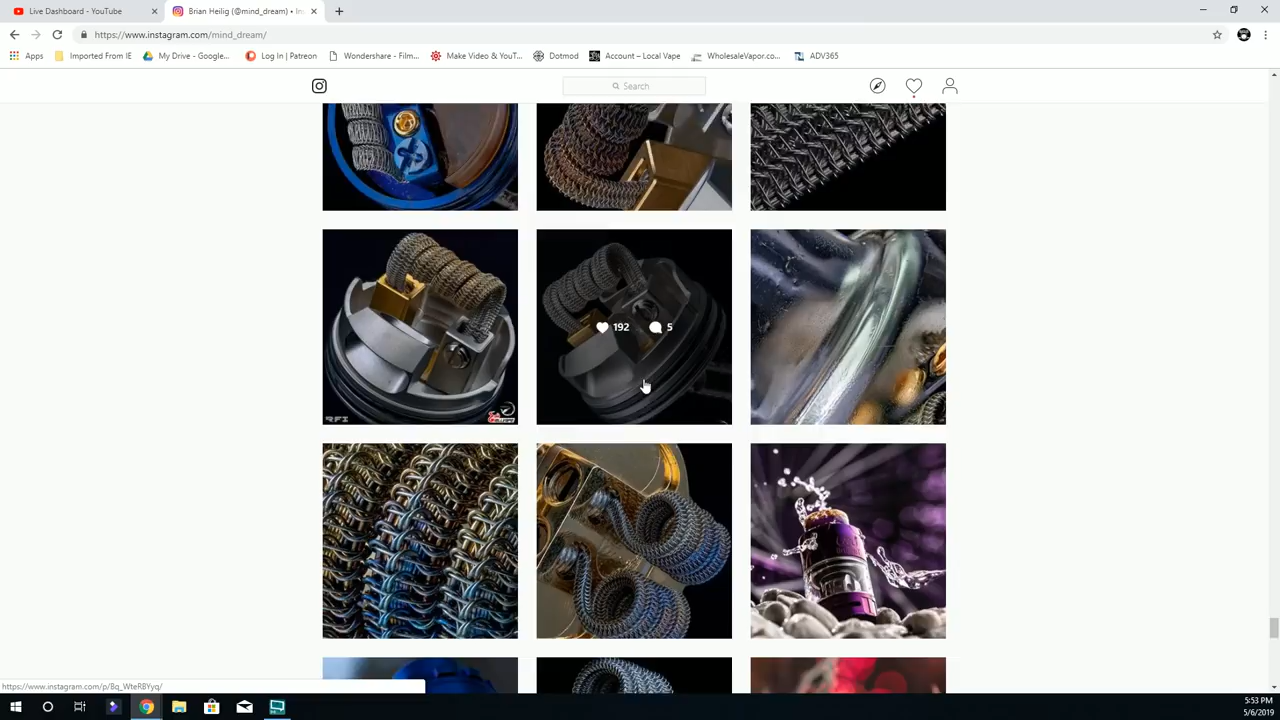 Live Dashboard - YouTube
Brian Heilig (@mind_dream) • In
https://www.instagram.com/mind_dream/
Apps
Imported From IE
My Drive - Google...
Log In | Patreon
Wondershare - Film...
Make Video & YouT...
Dotmod
Account – Local Vape
WholesaleVapor.co...
ADV365
Search
192
5
RFI
https://www.instagram.com/p/Bq_WteRBYyq/
5:53 PM
5/6/2019